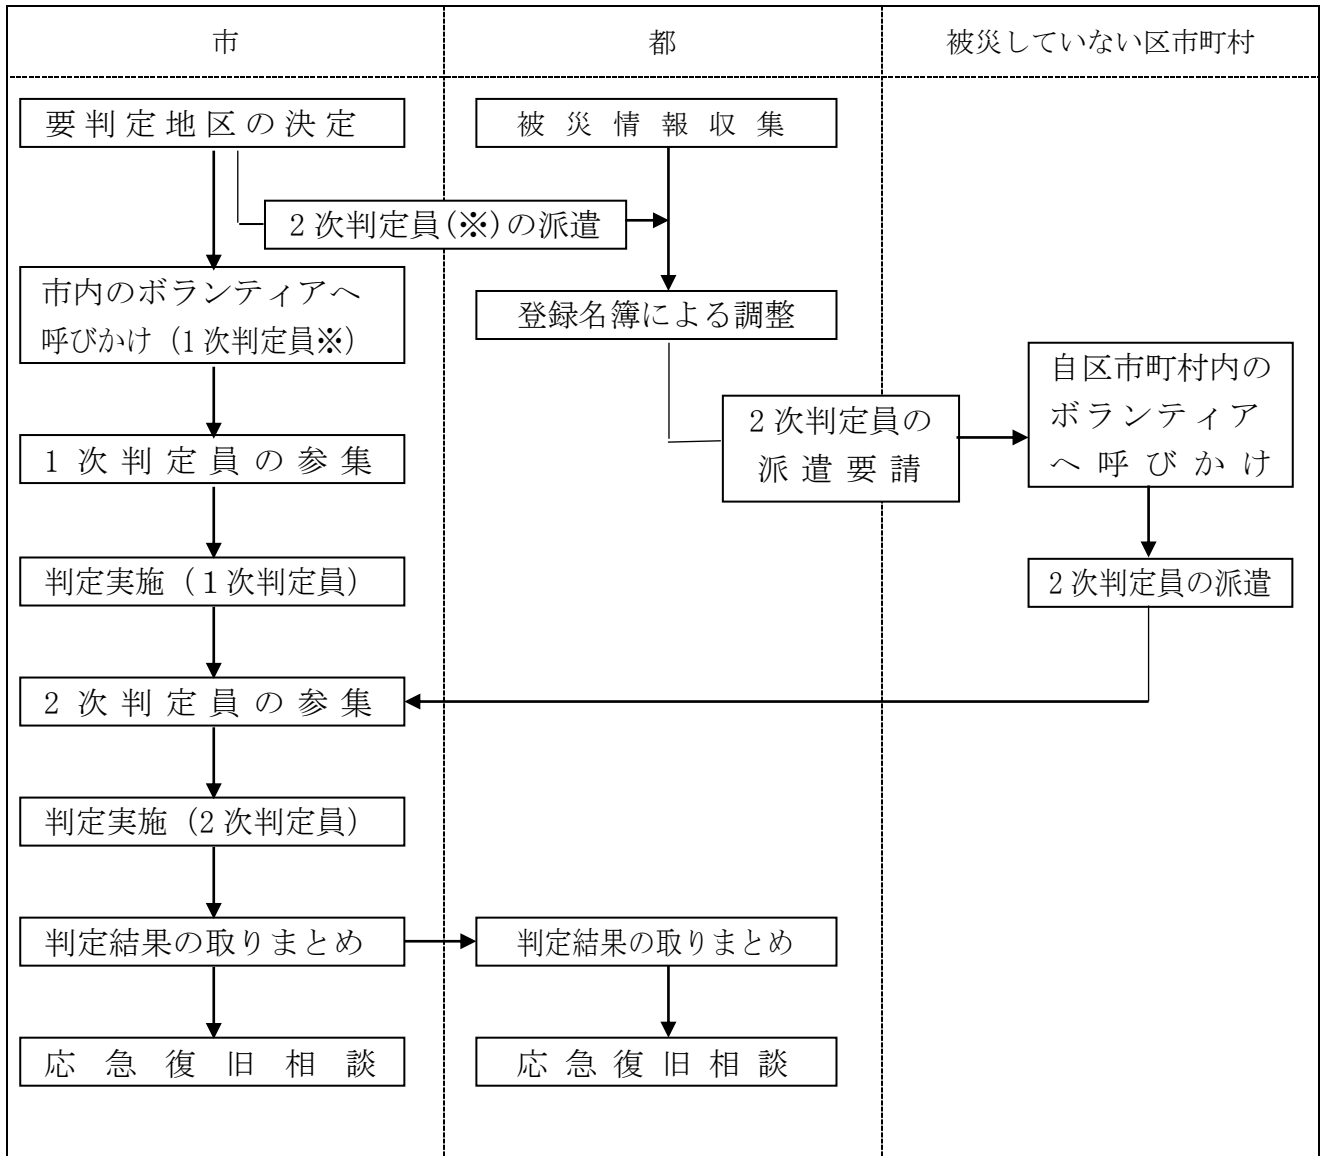 市
都
被災していない区市町村
要判定地区の決定
被災情報収集
2次判定員(※)の派遣
市内のボランティアへ
呼びかけ（1次判定員※）
登録名簿による調整
自区市町村内の
ボランティア
へ呼びかけ
2次判定員の
派遣要請
1次判定員の参集
判定実施（1次判定員）
2次判定員の派遣
2次判定員の参集
判定実施（2次判定員）
判定結果の取りまとめ
判定結果の取りまとめ
応急復旧相談
応急復旧相談